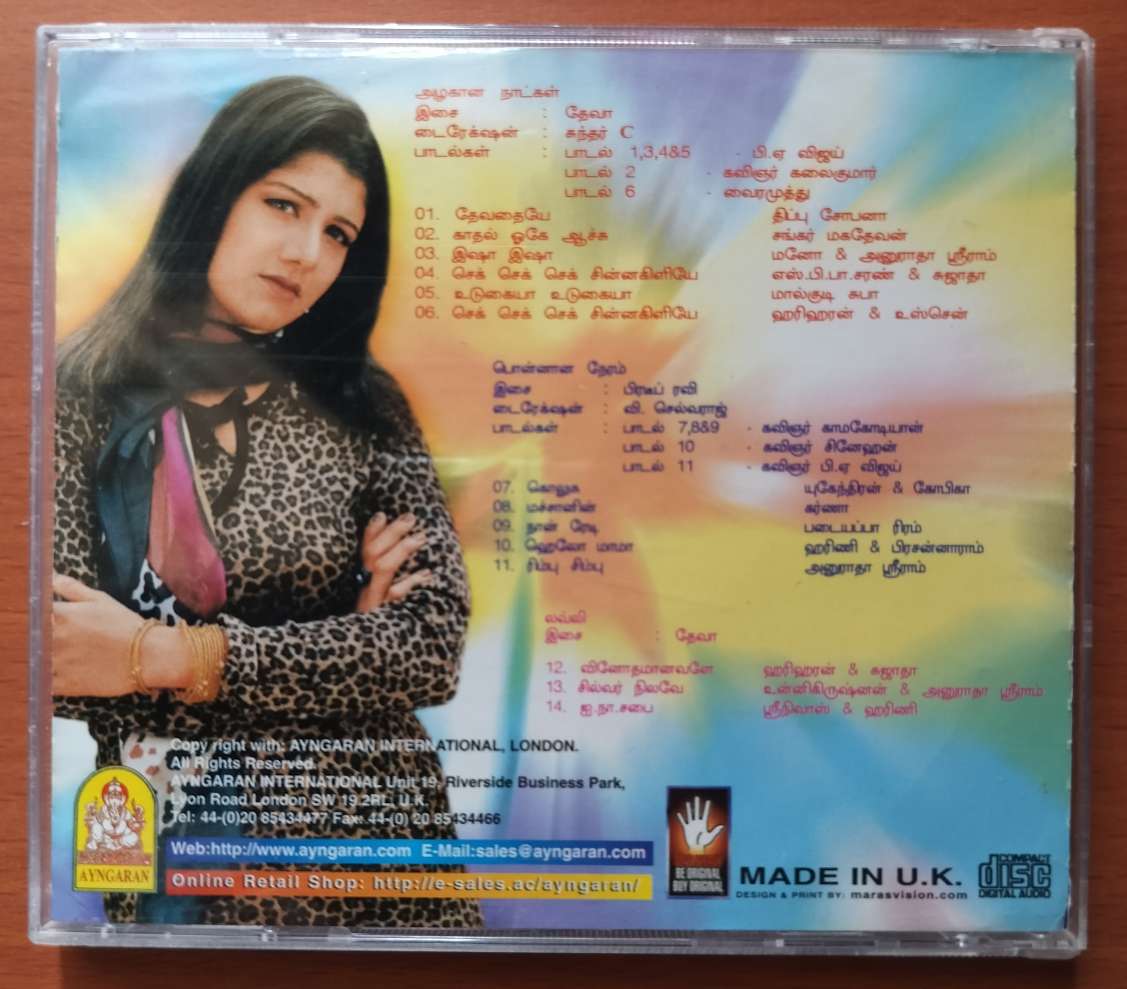 அழகான நாட்கள்
இசை : தேவா
டைரேக்ஷன் : சுந்தர் C
பாடல்கள் : பாடல் 1,3,4&5 - பி.ஏ விஜய்
பாடல் 2 - கவிஞர் கலைகுமார்
பாடல் 6 - வைரமுத்து
01. தேவதையே திப்பு சோபனா
02. காதல் ஓகே ஆச்சு சங்கர் மகதேவன்
03. இஷா இஷா மனோ & அனுராதா ஸ்ரீராம்
04. செக் செக் செக் சின்னகிளியே எஸ்.பி.பா.சரண் & சுஜாதா
05. உடுகையா உடுகையா மால்குடி சுபா
06. செக் செக் செக் சின்னகிளியே ஹரிஹரன் & உஸ்சென்
பொன்னான நேரம்
இசை : பிரடீப் ரவி
டைரேக்ஷன் : வி. செல்வராஜ்
பாடல்கள் : பாடல் 7,8&9 - கவிஞர் காமகோடியான்
பாடல் 10 - கவிஞர் சினேஹன்
பாடல் 11 - கவிஞர் பி.ஏ விஜய்
07. கொலுசு யுகேந்திரன் & கோபிகா
08. மச்சானின் கர்ணா
09. நான் ரேடி படையப்பா ரிரம்
10. ஹெலோ மாமா ஹரிணி & பிரசன்னாராம்
11. ரிம்பு சிம்பு அனுராதா ஸ்ரீராம்
லவ்லி
இசை : தேவா
12. வினோதமானவளே ஹரிஹரன் & சுஜாதா
13. சில்வர் நிலவே உன்னிகிருஷ்னன் & அனுராதா ஸ்ரீராம்
14. ஐ.நா.சபை ஸ்ரீநிவாஸ் & ஹரிணி
Copy right with: AYNGARAN INTERNATIONAL, LONDON.
All Rights Reserved.
AYNGARAN INTERNATIONAL Unit 19, Riverside Business Park,
Lyon Road London SW 19.2RL, U.K.
Tel: 44-(0)20 85434477 Fax: 44-(0) 20 85434466
Web:http://www.ayngaran.com E-Mail:sales@ayngaran.com
Online Retail Shop: http://e-sales.ac/ayngaran/
AYNGARAN
BE ORIGINAL
BUY ORIGINAL
MADE IN U.K.
DESIGN & PRINT BY: marasvision.com
COMPACT
disc
DIGITAL AUDIO